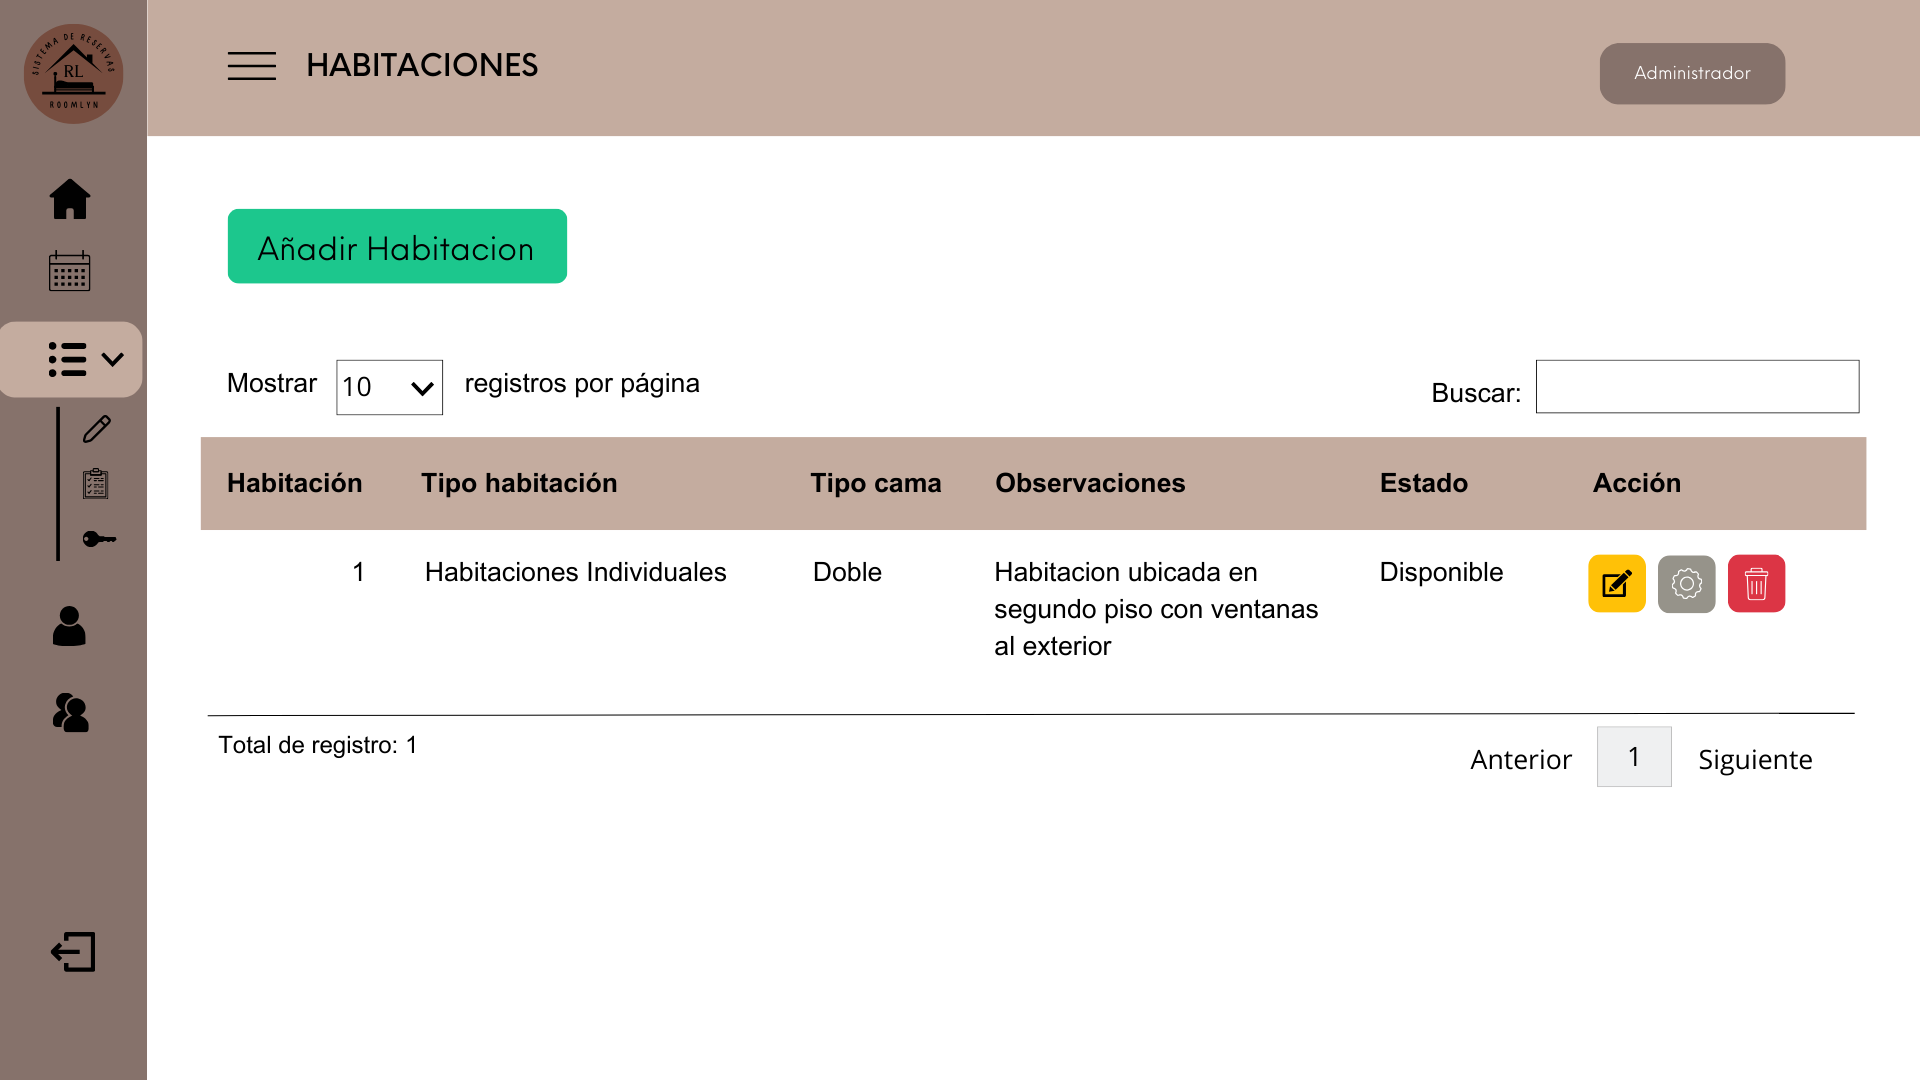 SISTEMA DE RESERVAS
RL
ROOMLYN
HABITACIONES
Administrador
Añadir Habitacion
Mostrar 10 registros por página
Buscar:
Habitación Tipo habitación Tipo cama Observaciones Estado Acción
1 Habitaciones Individuales Doble Habitacion ubicada en Disponible
segundo piso con ventanas
al exterior
Total de registro: 1
Anterior 1 Siguiente